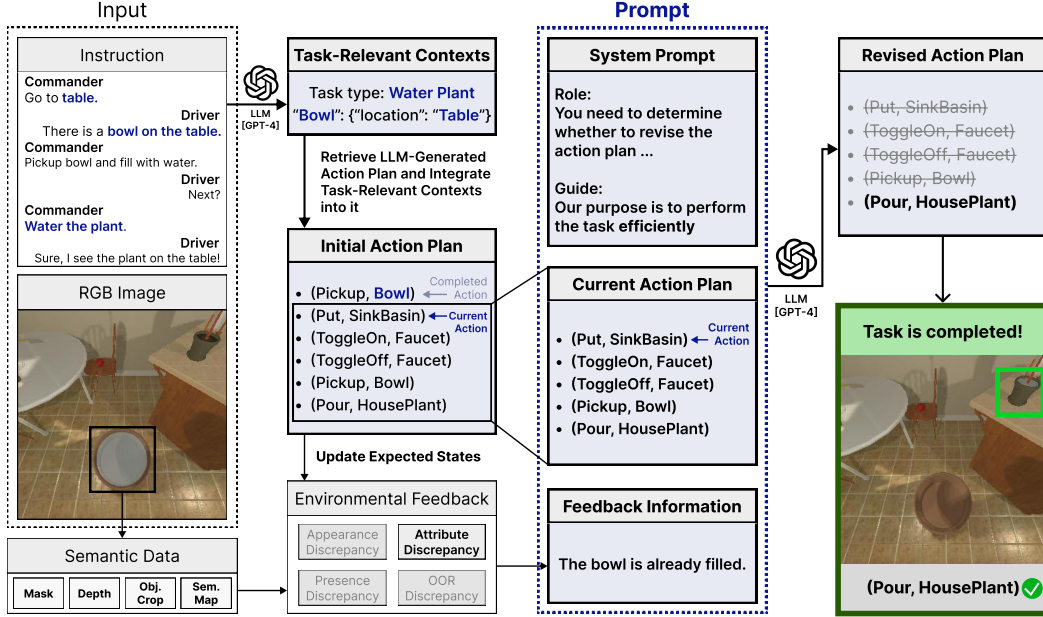 Input
Instruction
Commander
Go to table.
Driver
There is a bowl on the table.
Commander
Pickup bowl and fill with water.
Driver
Next?
Commander
Water the plant.
Driver
Sure, I see the plant on the table!
RGB Image
Semantic Data
Mask
Depth
Obj.
Crop
Sem.
Map
LLM
[GPT-4]
Task-Relevant Contexts
Task type: Water Plant
“Bowl”: {“location”: “Table”}
Retrieve LLM-Generated
Action Plan and Integrate
Task-Relevant Contexts
into it
Initial Action Plan
• (Pickup, Bowl)
Completed
Action
• (Put, SinkBasin)
Current
Action
• (ToggleOn, Faucet)
• (ToggleOff, Faucet)
• (Pickup, Bowl)
• (Pour, HousePlant)
Update Expected States
Environmental Feedback
Appearance
Discrepancy
Attribute
Discrepancy
Presence
Discrepancy
OOR
Discrepancy
Prompt
System Prompt
Role:
You need to determine
whether to revise the
action plan ...
Guide:
Our purpose is to perform
the task efficiently
Current Action Plan
• (Put, SinkBasin)
Current
Action
• (ToggleOn, Faucet)
• (ToggleOff, Faucet)
• (Pickup, Bowl)
• (Pour, HousePlant)
Feedback Information
The bowl is already filled.
LLM
[GPT-4]
Revised Action Plan
• (Put, SinkBasin)
• (ToggleOn, Faucet)
• (ToggleOff, Faucet)
• (Pickup, Bowl)
• (Pour, HousePlant)
Task is completed!
(Pour, HousePlant)